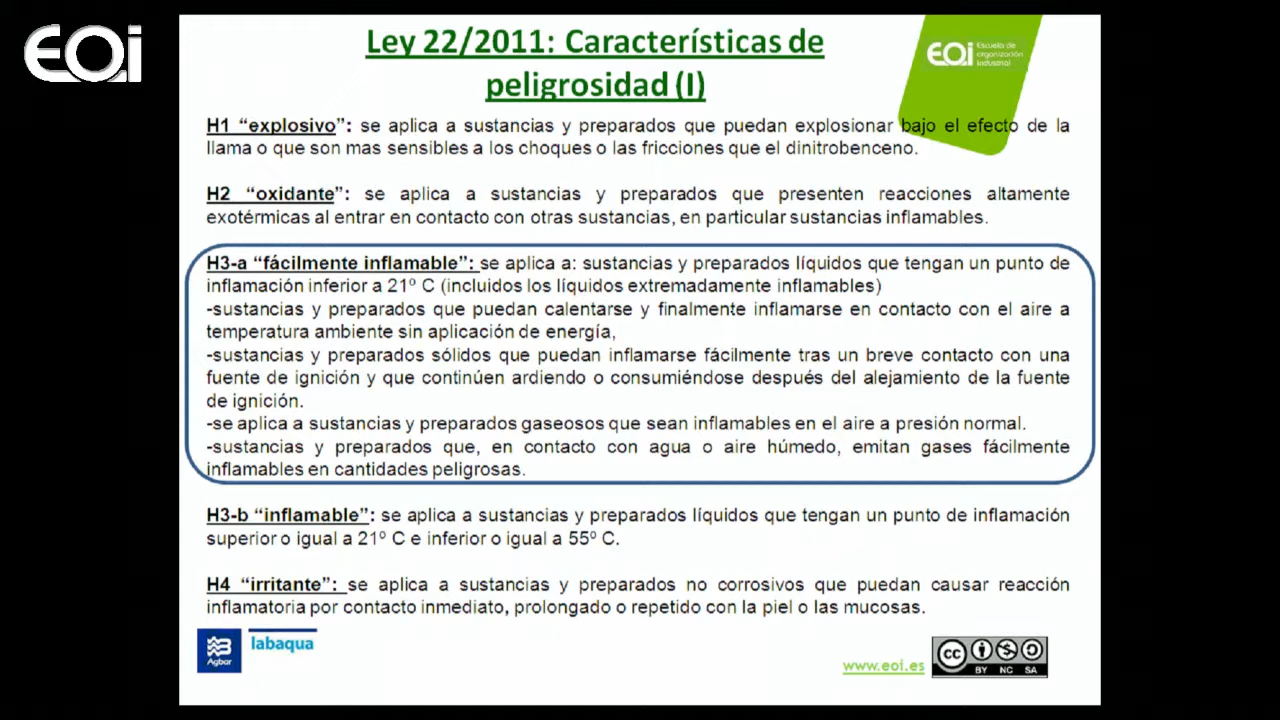 EOi
Ley 22/2011: Características de
peligrosidad (I)
EOi Escuela de
organización
industrial
H1 “explosivo”: se aplica a sustancias y preparados que puedan explosionar bajo el efecto de la
llama o que son mas sensibles a los choques o las fricciones que el dinitrobenceno.
H2 “oxidante”: se aplica a sustancias y preparados que presenten reacciones altamente
exotérmicas al entrar en contacto con otras sustancias, en particular sustancias inflamables.
H3-a “fácilmente inflamable”: se aplica a: sustancias y preparados líquidos que tengan un punto de
inflamación inferior a 21º C (incluidos los líquidos extremadamente inflamables)
-sustancias y preparados que puedan calentarse y finalmente inflamarse en contacto con el aire a
temperatura ambiente sin aplicación de energía,
-sustancias y preparados sólidos que puedan inflamarse fácilmente tras un breve contacto con una
fuente de ignición y que continúen ardiendo o consumiéndose después del alejamiento de la fuente
de ignición.
-se aplica a sustancias y preparados gaseosos que sean inflamables en el aire a presión normal.
-sustancias y preparados que, en contacto con agua o aire húmedo, emitan gases fácilmente
inflamables en cantidades peligrosas.
H3-b “inflamable”: se aplica a sustancias y preparados líquidos que tengan un punto de inflamación
superior o igual a 21º C e inferior o igual a 55º C.
H4 “irritante”: se aplica a sustancias y preparados no corrosivos que puedan causar reacción
inflamatoria por contacto inmediato, prolongado o repetido con la piel o las mucosas.
Agbar
labaqua
www.eoi.es
cc
BY NC SA